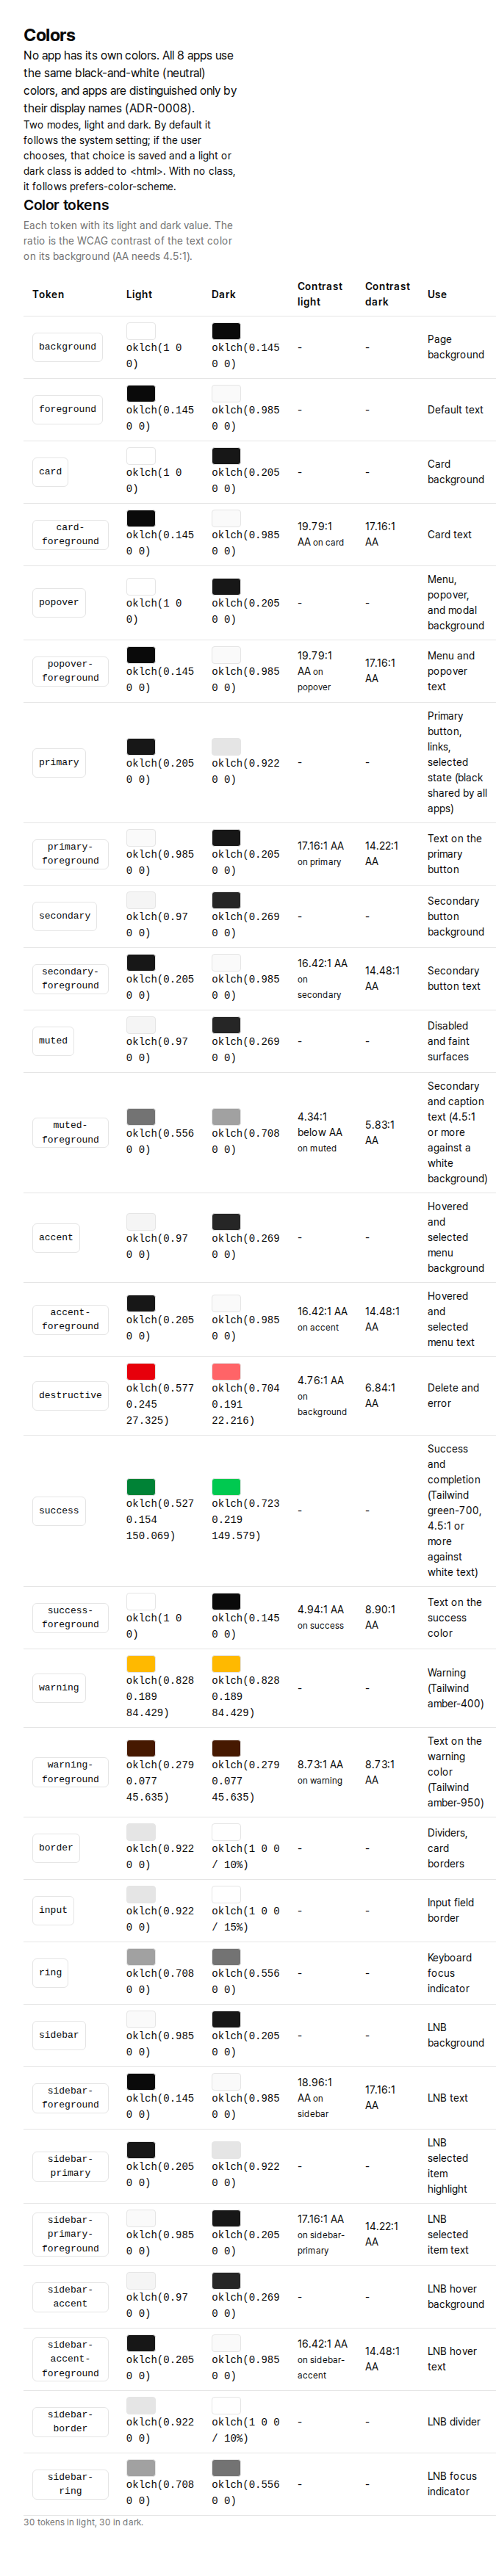 Colors
No app has its own colors. All 8 apps use
the same black-and-white (neutral)
colors, and apps are distinguished only by
their display names (ADR-0008).
Two modes, light and dark. By default it
follows the system setting; if the user
chooses, that choice is saved and a light or
dark class is added to <html>. With no class,
it follows prefers-color-scheme.
Color tokens
Each token with its light and dark value. The
ratio is the WCAG contrast of the text color
on its background (AA needs 4.5:1).
Token Light Dark Contrast light Contrast dark Use
background oklch(1 0 0) oklch(0.145 0 0) - - Page background
foreground oklch(0.145 0 0) oklch(0.985 0 0) - - Default text
card oklch(1 0 0) oklch(0.205 0 0) - - Card background
card-foreground oklch(0.145 0 0) oklch(0.985 0 0) 19.79:1 AA on card 17.16:1 AA Card text
popover oklch(1 0 0) oklch(0.205 0 0) - - Menu, popover, and modal background
popover-foreground oklch(0.145 0 0) oklch(0.985 0 0) 19.79:1 AA on popover 17.16:1 AA Menu and popover text
primary oklch(0.205 0 0) oklch(0.922 0 0) - - Primary button, links, selected state (black shared by all apps)
primary-foreground oklch(0.985 0 0) oklch(0.205 0 0) 17.16:1 AA on primary 14.22:1 AA Text on the primary button
secondary oklch(0.97 0 0) oklch(0.269 0 0) - - Secondary button background
secondary-foreground oklch(0.205 0 0) oklch(0.985 0 0) 16.42:1 AA on secondary 14.48:1 AA Secondary button text
muted oklch(0.97 0 0) oklch(0.269 0 0) - - Disabled and faint surfaces
muted-foreground oklch(0.556 0 0) oklch(0.708 0 0) 4.34:1 below AA on muted 5.83:1 AA Secondary and caption text (4.5:1 or more against a white background)
accent oklch(0.97 0 0) oklch(0.269 0 0) - - Hovered and selected menu background
accent-foreground oklch(0.205 0 0) oklch(0.985 0 0) 16.42:1 AA on accent 14.48:1 AA Hovered and selected menu text
destructive oklch(0.577 0.245 27.325) oklch(0.704 0.191 22.216) 4.76:1 AA on background 6.84:1 AA Delete and error
success oklch(0.527 0.154 150.069) oklch(0.723 0.219 149.579) - - Success and completion (Tailwind green-700, 4.5:1 or more against white text)
success-foreground oklch(1 0 0) oklch(0.145 0 0) 4.94:1 AA on success 8.90:1 AA Text on the success color
warning oklch(0.828 0.189 84.429) oklch(0.828 0.189 84.429) - - Warning (Tailwind amber-400)
warning-foreground oklch(0.279 0.077 45.635) oklch(0.279 0.077 45.635) 8.73:1 AA on warning 8.73:1 AA Text on the warning color (Tailwind amber-950)
border oklch(0.922 0 0) oklch(1 0 0 / 10%) - - Dividers, card borders
input oklch(0.922 0 0) oklch(1 0 0 / 15%) - - Input field border
ring oklch(0.708 0 0) oklch(0.556 0 0) - - Keyboard focus indicator
sidebar oklch(0.985 0 0) oklch(0.205 0 0) - - LNB background
sidebar-foreground oklch(0.145 0 0) oklch(0.985 0 0) 18.96:1 AA on sidebar 17.16:1 AA LNB text
sidebar-primary oklch(0.205 0 0) oklch(0.922 0 0) - - LNB selected item highlight
sidebar-primary-foreground oklch(0.985 0 0) oklch(0.205 0 0) 17.16:1 AA on sidebar-primary 14.22:1 AA LNB selected item text
sidebar-accent oklch(0.97 0 0) oklch(0.269 0 0) - - LNB hover background
sidebar-accent-foreground oklch(0.205 0 0) oklch(0.985 0 0) 16.42:1 AA on sidebar-accent 14.48:1 AA LNB hover text
sidebar-border oklch(0.922 0 0) oklch(1 0 0 / 10%) - - LNB divider
sidebar-ring oklch(0.708 0 0) oklch(0.556 0 0) - - LNB focus indicator
30 tokens in light, 30 in dark.